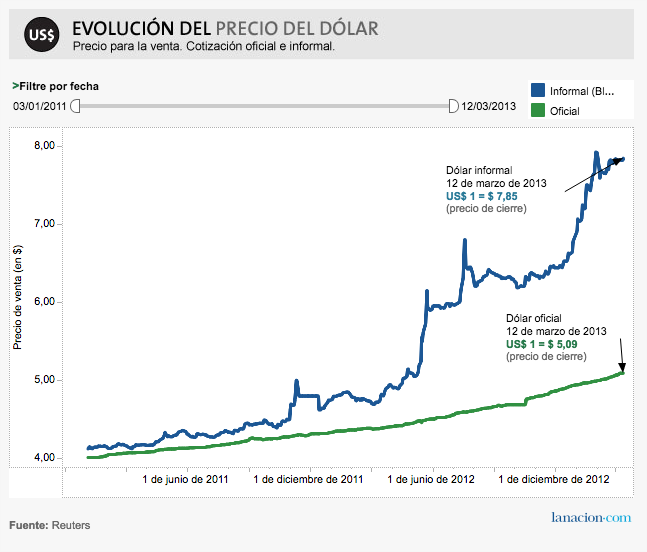 US$
EVOLUCIÓN DEL PRECIO DEL DÓLAR
Precio para la venta. Cotización oficial e informal.
>Filtre por fecha
03/01/2011
12/03/2013
Informal (Bl...
Oficial
Precio de venta (en $)
8,00
7,00
6,00
5,00
4,00
Dólar informal
12 de marzo de 2013
US$ 1 = $ 7,85
(precio de cierre)
Dólar oficial
12 de marzo de 2013
US$ 1 = $ 5,09
(precio de cierre)
1 de junio de 2011
1 de diciembre de 2011
1 de junio de 2012
1 de diciembre de 2012
Fuente: Reuters
lanacion.com